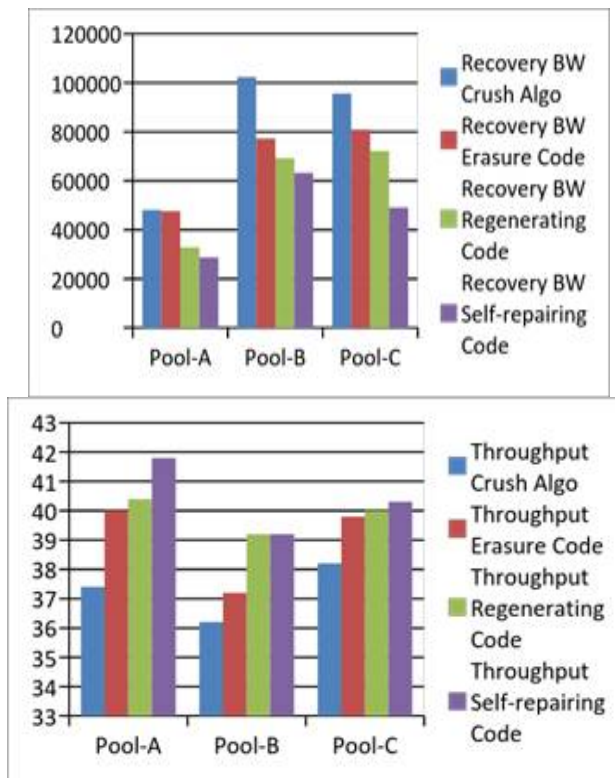 120000
100000
80000
60000
40000
20000
0
Pool-A Pool-B Pool-C
Recovery BW
Crush Algo
Recovery BW
Erasure Code
Recovery BW
Regenerating
Code
Recovery BW
Self-repairing
Code
43
42
41
40
39
38
37
36
35
34
33
Pool-A Pool-B Pool-C
Throughput
Crush Algo
Throughput
Erasure Code
Throughput
Regenerating
Code
Throughput
Self-repairing
Code